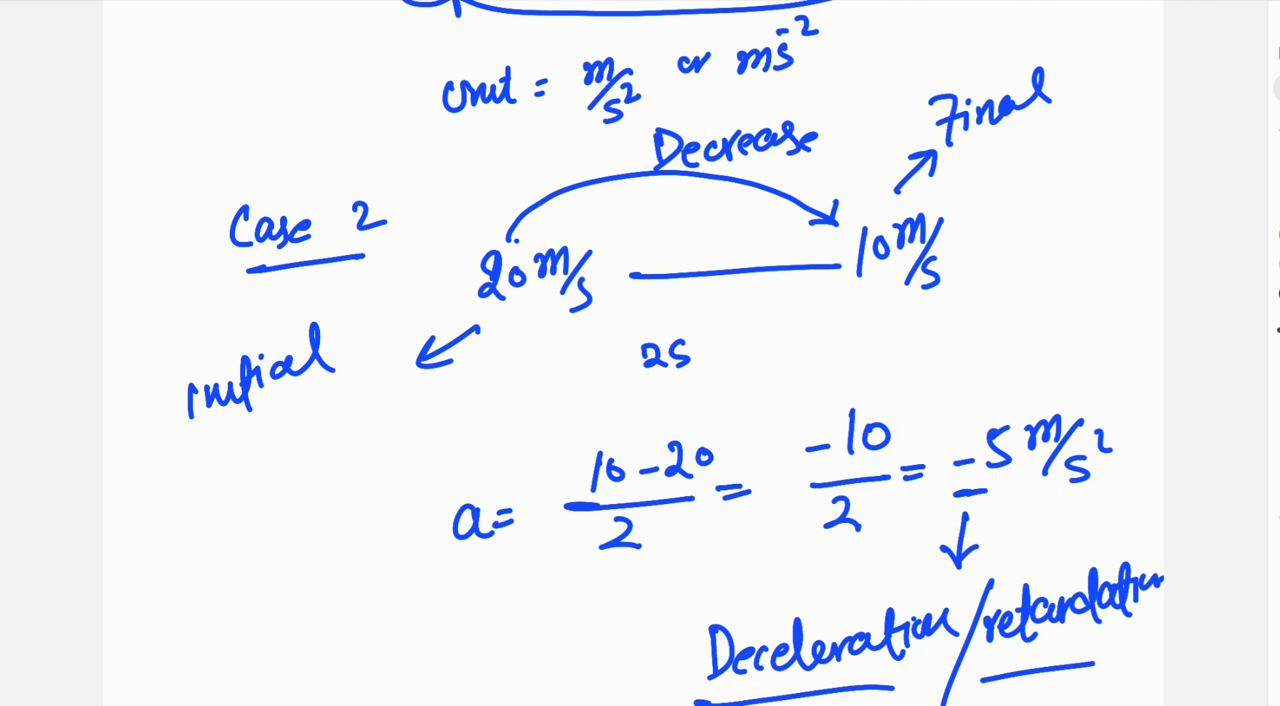 unit = m/s² or ms⁻²
Decrease
Final
Case 2
20 m/s
10 m/s
initial
2s
a = 10 - 20 / 2 = -10 / 2 = -5 m/s²
Deceleration / retardation